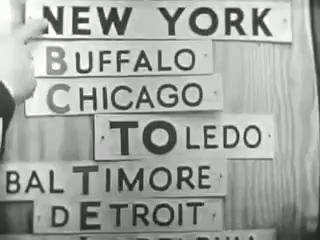 NEW YORK
BUFFALO
CHICAGO
TOLEDO
BALTIMORE
DETROIT